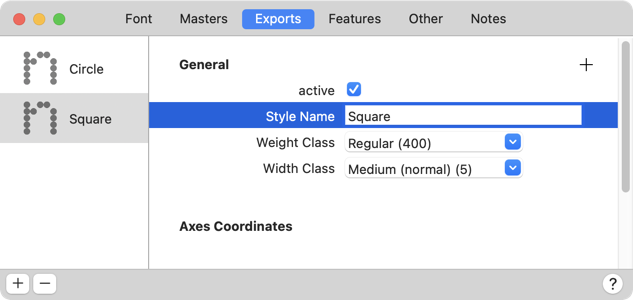 Font Masters Exports Features Other Notes
Circle
Square
General
active
Style Name Square
Weight Class Regular (400)
Width Class Medium (normal) (5)
Axes Coordinates
?